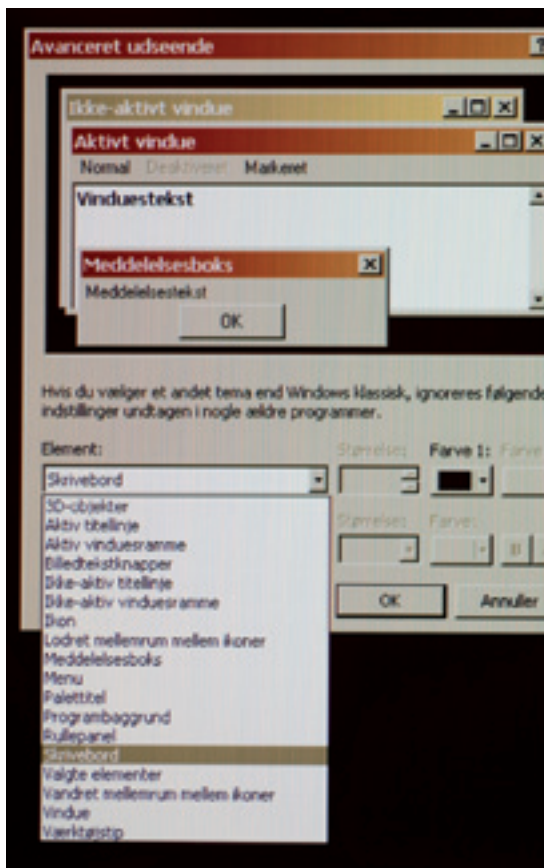 Avanceret udseende
Ikke-aktivt vindue
Aktivt vindue
Normal Deaktiveret Markeret
Vinduestekst
Meddelelsesboks
Meddelelsestekst
OK
Hvis du vælger et andet tema end Windows klassisk, ignoreres følgende
indstillinger undtagen i nogle ældre programmer.
Element: Størrelse: Farve 1: Farve
Skrivebord
Størrelse: Farve:
B
OK Annuller
3D-objekter
Aktiv titellinje
Aktiv vinduesramme
Billedtekstknapper
Ikke-aktiv titellinje
Ikke-aktiv vinduesramme
Ikon
Lodret mellemrum mellem ikoner
Meddelelsesboks
Menu
Palettitel
Programbaggrund
Rullepanel
Skrivebord
Valgte elementer
Vandret mellemrum mellem ikoner
Vindue
Værktøjstip